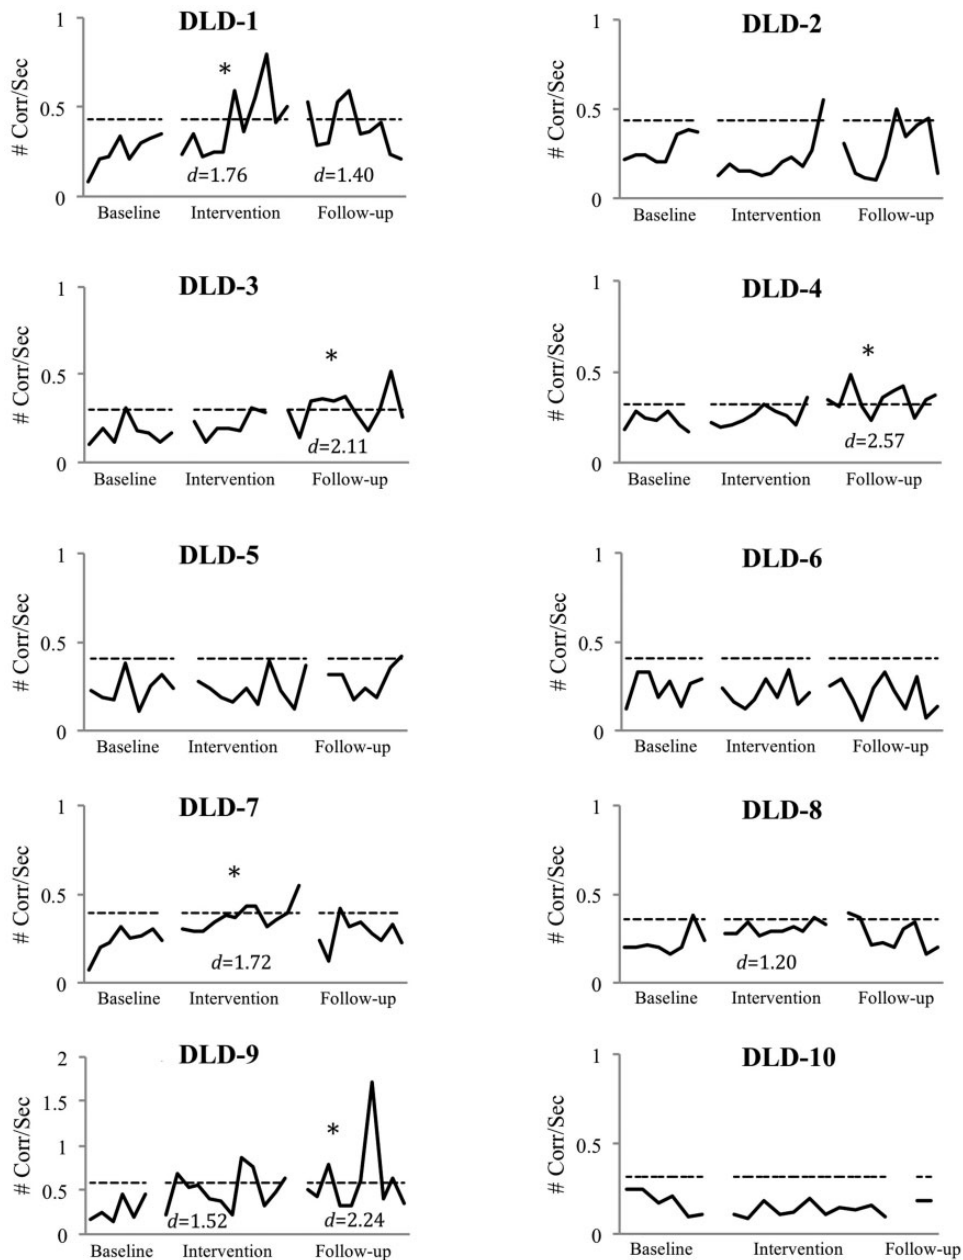 DLD-1
1
# Corr/Sec
*
0.5
d=1.76
d=1.40
0
Baseline
Intervention
Follow-up
DLD-2
1
# Corr/Sec
0.5
0
Baseline
Intervention
Follow-up
DLD-3
1
# Corr/Sec
*
0.5
d=2.11
0
Baseline
Intervention
Follow-up
DLD-4
1
# Corr/Sec
*
0.5
d=2.57
0
Baseline
Intervention
Follow-up
DLD-5
1
# Corr/Sec
0.5
0
Baseline
Intervention
Follow-up
DLD-6
1
# Corr/Sec
0.5
0
Baseline
Intervention
Follow-up
DLD-7
1
# Corr/Sec
*
0.5
d=1.72
0
Baseline
Intervention
Follow-up
DLD-8
1
# Corr/Sec
0.5
d=1.20
0
Baseline
Intervention
Follow-up
DLD-9
2
1.5
# Corr/Sec
*
1
0.5
d=1.52
d=2.24
0
Baseline
Intervention
Follow-up
DLD-10
1
# Corr/Sec
0.5
0
Baseline
Intervention
Follow-up